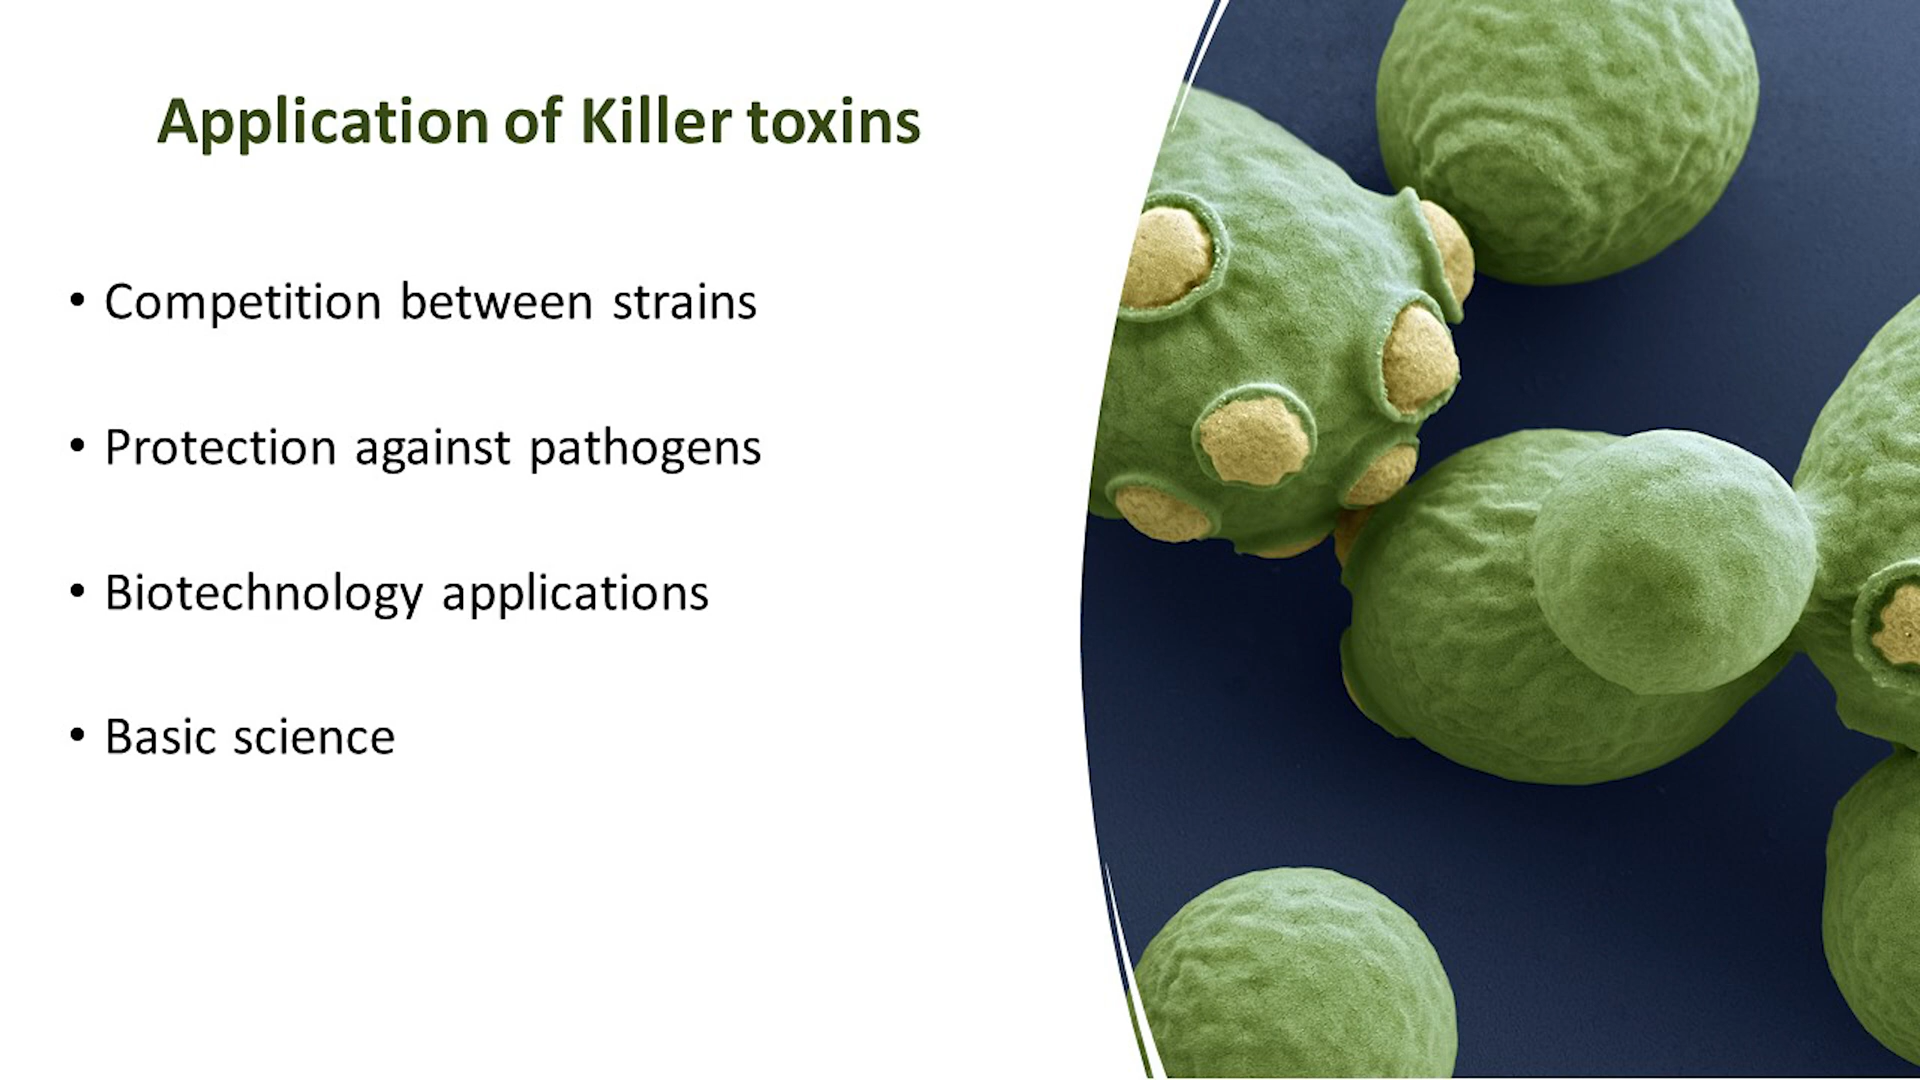 Application of Killer toxins
• Competition between strains
• Protection against pathogens
• Biotechnology applications
• Basic science